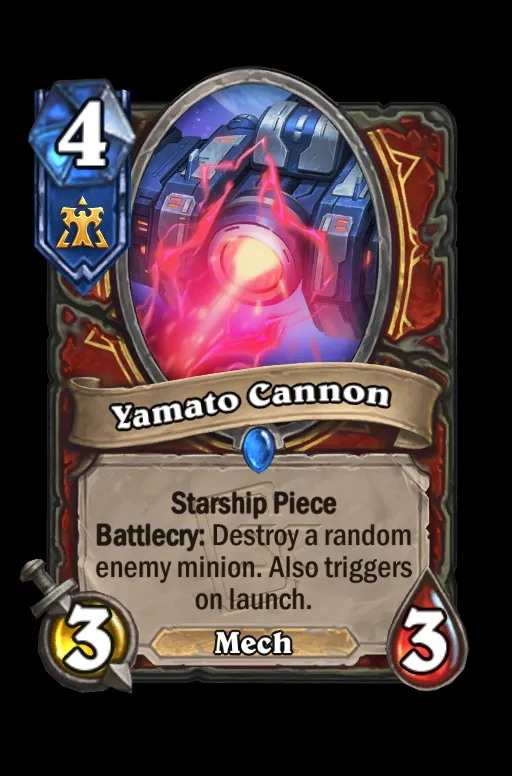 4
Yamato Cannon
Starship Piece
Battlecry: Destroy a random
enemy minion. Also triggers
on launch.
3
Mech
3